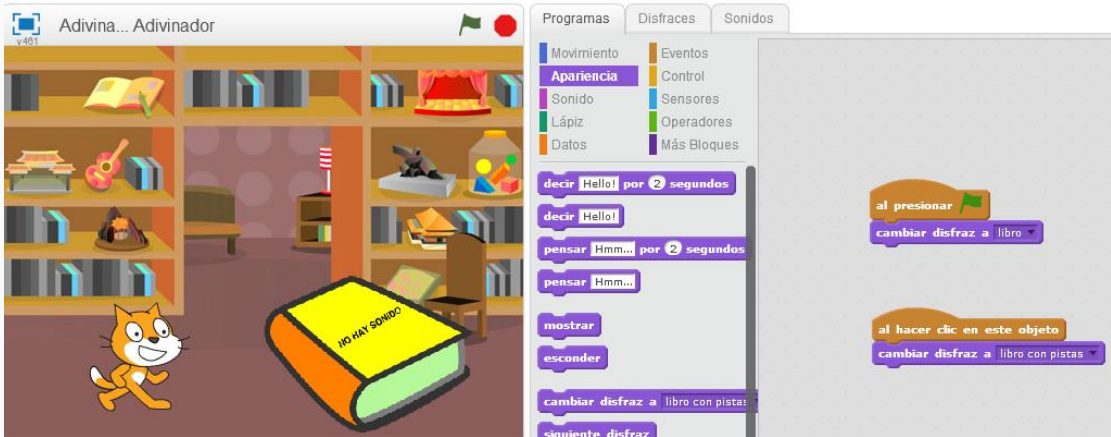 Adivina... Adivinador
v461
NO HAY SONIDO
Programas
Disfraces
Sonidos
Movimiento
Apariencia
Sonido
Lápiz
Datos
Eventos
Control
Sensores
Operadores
Más Bloques
decir Hello! por 2 segundos
decir Hello!
pensar Hmm... por 2 segundos
pensar Hmm...
mostrar
esconder
cambiar disfraz a libro con pistas
siguiente disfraz
al presionar
cambiar disfraz a libro
al hacer clic en este objeto
cambiar disfraz a libro con pistas